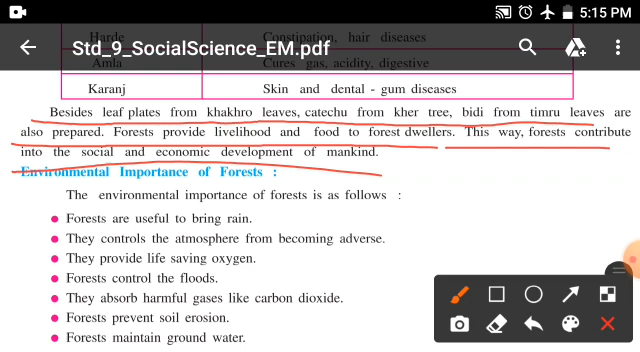 5:15 PM
Std_9_SocialScience_EM.pdf
Harde Constipation, hair diseases
Amla Cures gas, acidity, digestive
Karanj Skin and dental - gum diseases
Besides leaf plates from khakhro leaves, catechu from kher tree, bidi from timru leaves are
also prepared. Forests provide livelihood and food to forest dwellers. This way, forests contribute
into the social and economic development of mankind.
Environmental Importance of Forests :
The environmental importance of forests is as follows :
Forests are useful to bring rain.
They controls the atmosphere from becoming adverse.
They provide life saving oxygen.
Forests control the floods.
They absorb harmful gases like carbon dioxide.
Forests prevent soil erosion.
Forests maintain ground water.